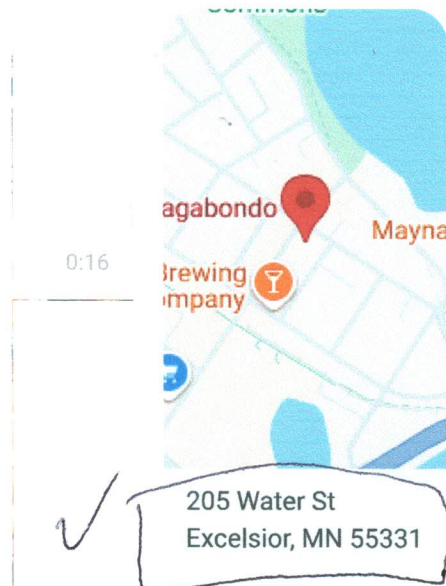 agabondo
Mayna
0:16
Brewing
ompany
205 Water St
Excelsior, MN 55331